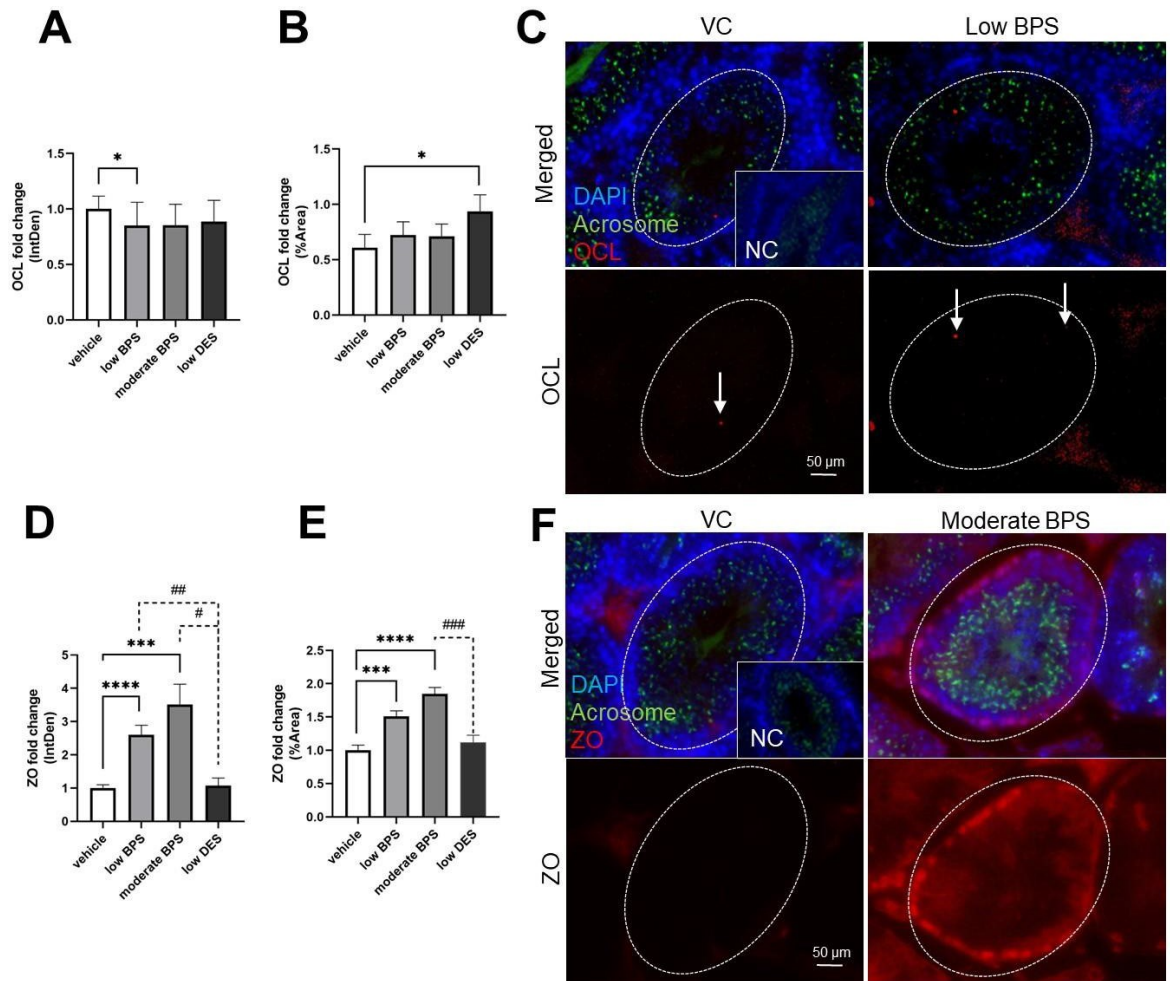 A
OCL fold change
(IntDen)
1.5
1.0
0.5
0.0
*
vehicle
low BPS
moderate BPS
low DES
B
OCL fold change
(%Area)
1.5
1.0
0.5
0.0
*
vehicle
low BPS
moderate BPS
low DES
C
VC
Low BPS
Merged
DAPI
Acrosome
OCL
NC
OCL
50 µm
D
ZO fold change
(IntDen)
5
4
3
2
1
0
##
#
***
****
vehicle
low BPS
moderate BPS
low DES
E
ZO fold change
(%Area)
2.5
2.0
1.5
1.0
0.5
0.0
###
****
***
vehicle
low BPS
moderate BPS
low DES
F
VC
Moderate BPS
Merged
DAPI
Acrosome
ZO
NC
ZO
50 µm